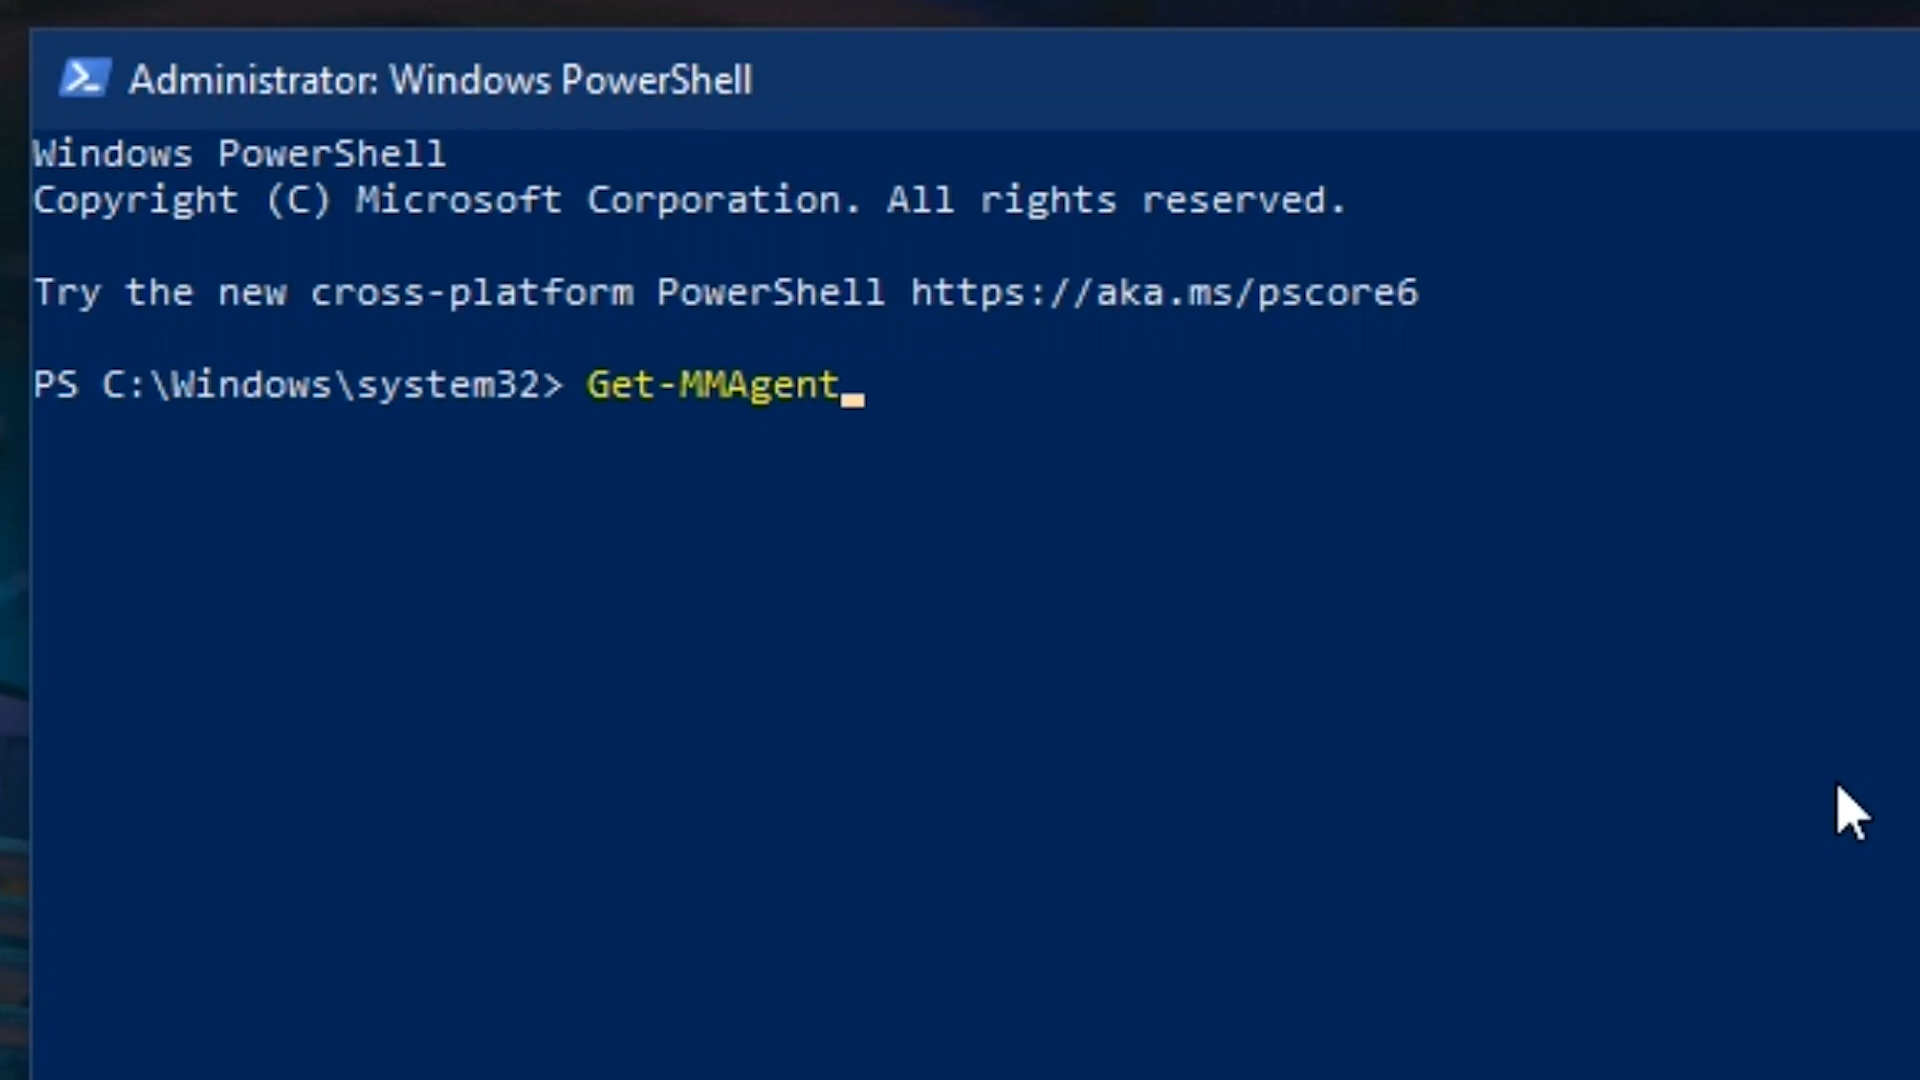 Administrator: Windows PowerShell
Windows PowerShell
Copyright (C) Microsoft Corporation. All rights reserved.
Try the new cross-platform PowerShell https://aka.ms/pscore6
PS C:\Windows\system32> Get-MMAgent